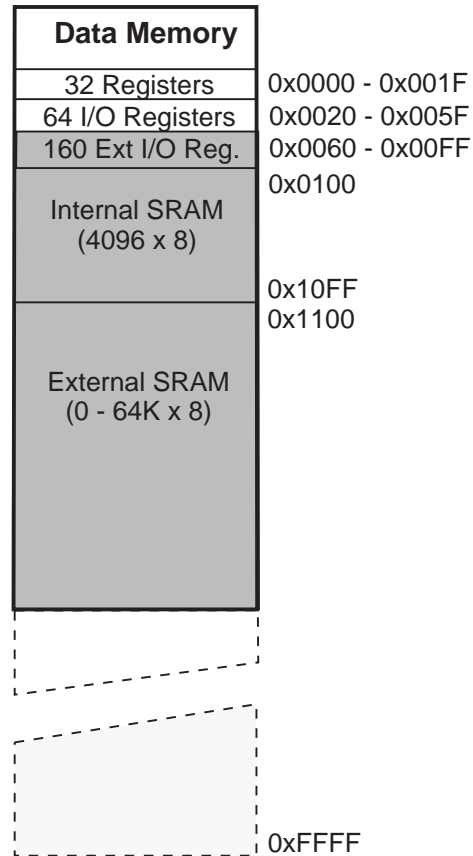 Data Memory
32 Registers 0x0000 - 0x001F
64 I/O Registers 0x0020 - 0x005F
160 Ext I/O Reg. 0x0060 - 0x00FF
0x0100
Internal SRAM
(4096 x 8)
0x10FF
0x1100
External SRAM
(0 - 64K x 8)
0xFFFF